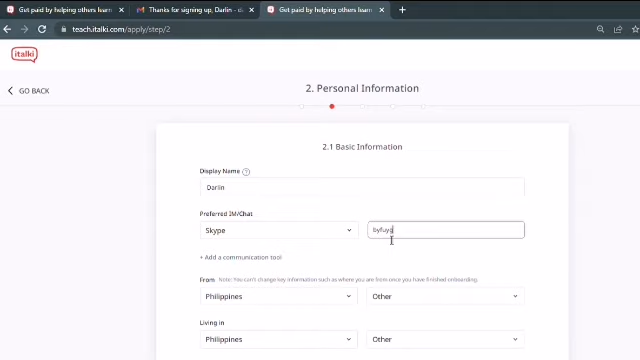 Get paid by helping others learn
Thanks for signing up, Darlin - d
Get paid by helping others learn
teach.italki.com/apply/step/2
italki
GO BACK
2. Personal Information
2.1 Basic Information
Display Name ?
Darlin
Preferred IM/Chat
Skype
byfuyg
+ Add a communication tool
From Note: You can't change key information such as where you are from once you have finished onboarding.
Philippines
Other
Living in
Philippines
Other